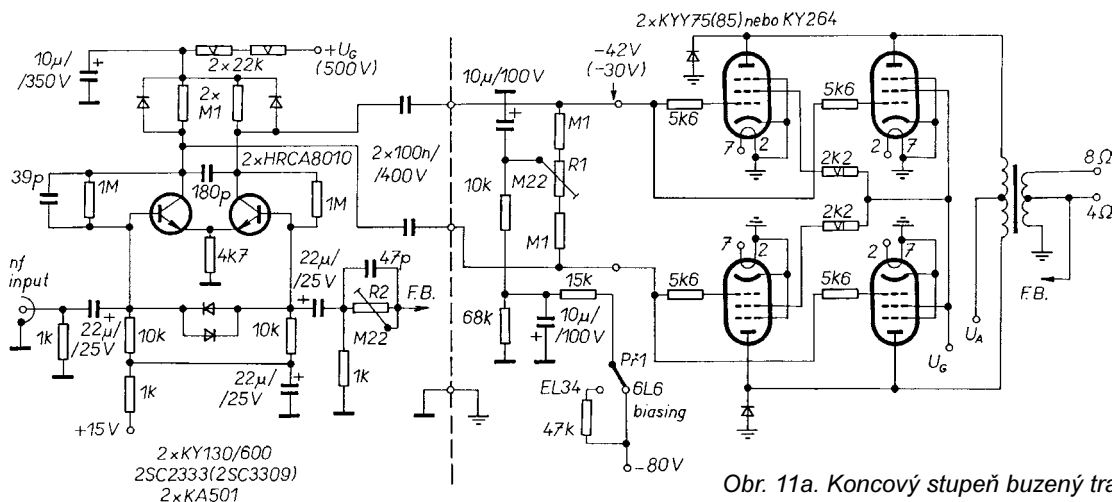 2xKYY75(85) nebo KY264
10µ/
/350V
2x22k
+UG
(500V)
2x
M1
10µ/100V
-42V
(-30V)
M1
5k6
5k6
7
2
2
7
2k2
8Ω
4Ω
2xHRCA8010
2x100n/
/400V
39p
1M
180p
1M
10k
M22
R1
M1
4k7
2k2
7
2
2
7
nf
input
22µ/
/25V
47p
15k
5k6
5k6
F.B.
1k
22µ/
/25V
10k
10k
R2
M22
F.B.
68k
10µ/
/100V
UA
UG
Př1
1k
22µ/
/25V
1k
EL34
6L6
biasing
+15V
47k
-80V
2xKY130/600
2SC2333(2SC3309)
2xKA501
Obr. 11a. Koncový stupeň buzený tra